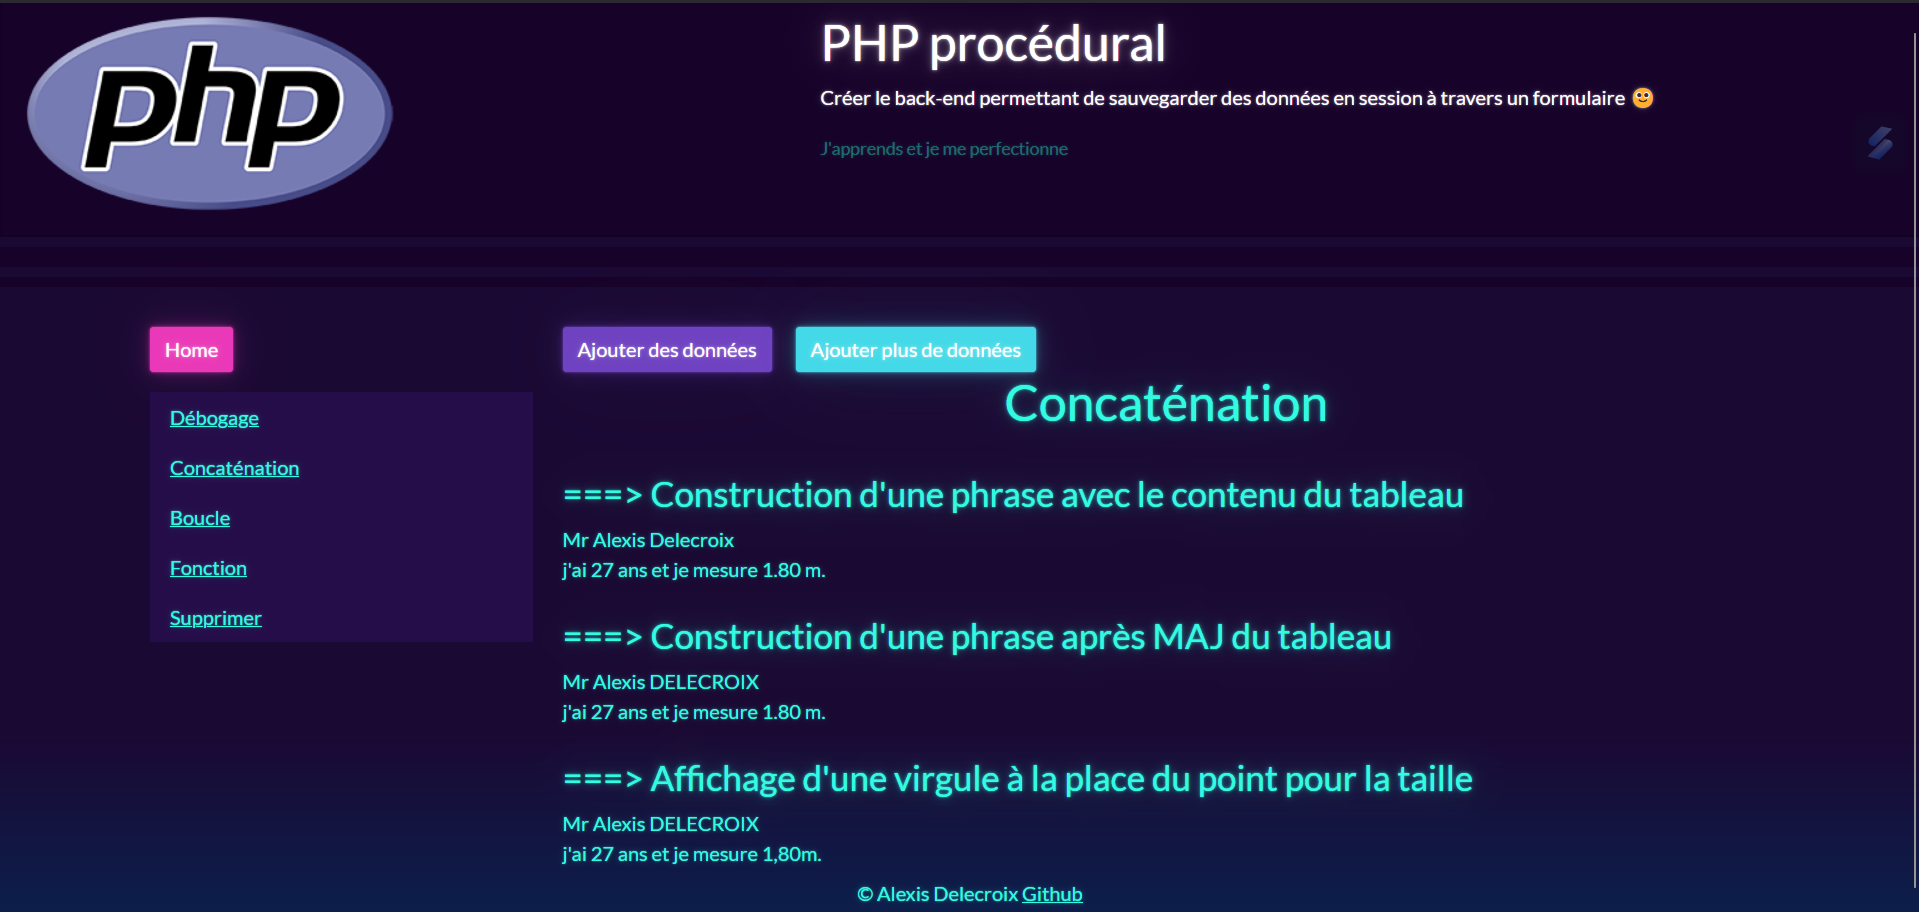 php
PHP procédural
Créer le back-end permettant de sauvegarder des données en session à travers un formulaire
J'apprends et je me perfectionne
Home
Ajouter des données
Ajouter plus de données
Débogage
Concaténation
Boucle
Fonction
Supprimer
Concaténation
===> Construction d'une phrase avec le contenu du tableau
Mr Alexis Delecroix
j'ai 27 ans et je mesure 1.80 m.
===> Construction d'une phrase après MAJ du tableau
Mr Alexis DELECROIX
j'ai 27 ans et je mesure 1.80 m.
===> Affichage d'une virgule à la place du point pour la taille
Mr Alexis DELECROIX
j'ai 27 ans et je mesure 1,80m.
© Alexis Delecroix Github